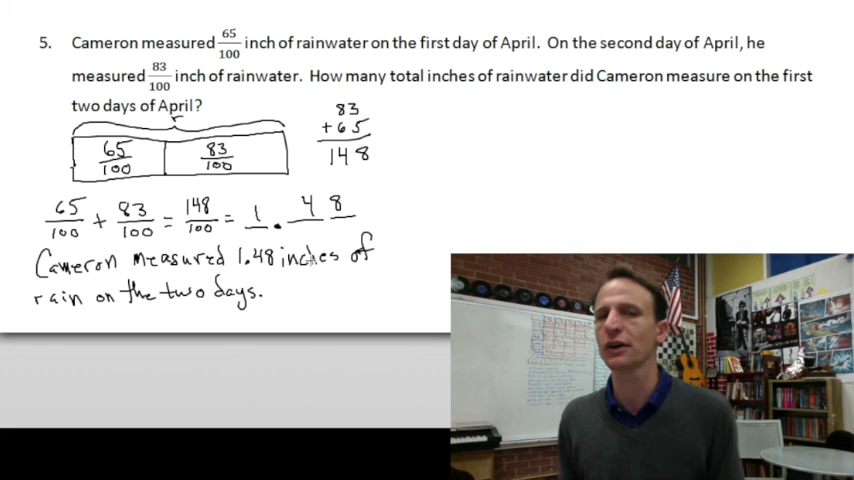 5. Cameron measured 65/100 inch of rainwater on the first day of April. On the second day of April, he
measured 83/100 inch of rainwater. How many total inches of rainwater did Cameron measure on the first
two days of April?
r
83
+65
148
65/100 83/100
65/100 + 83/100 = 148/100 = 1.48
Cameron measured 1.48 inches of
rain on the two days.